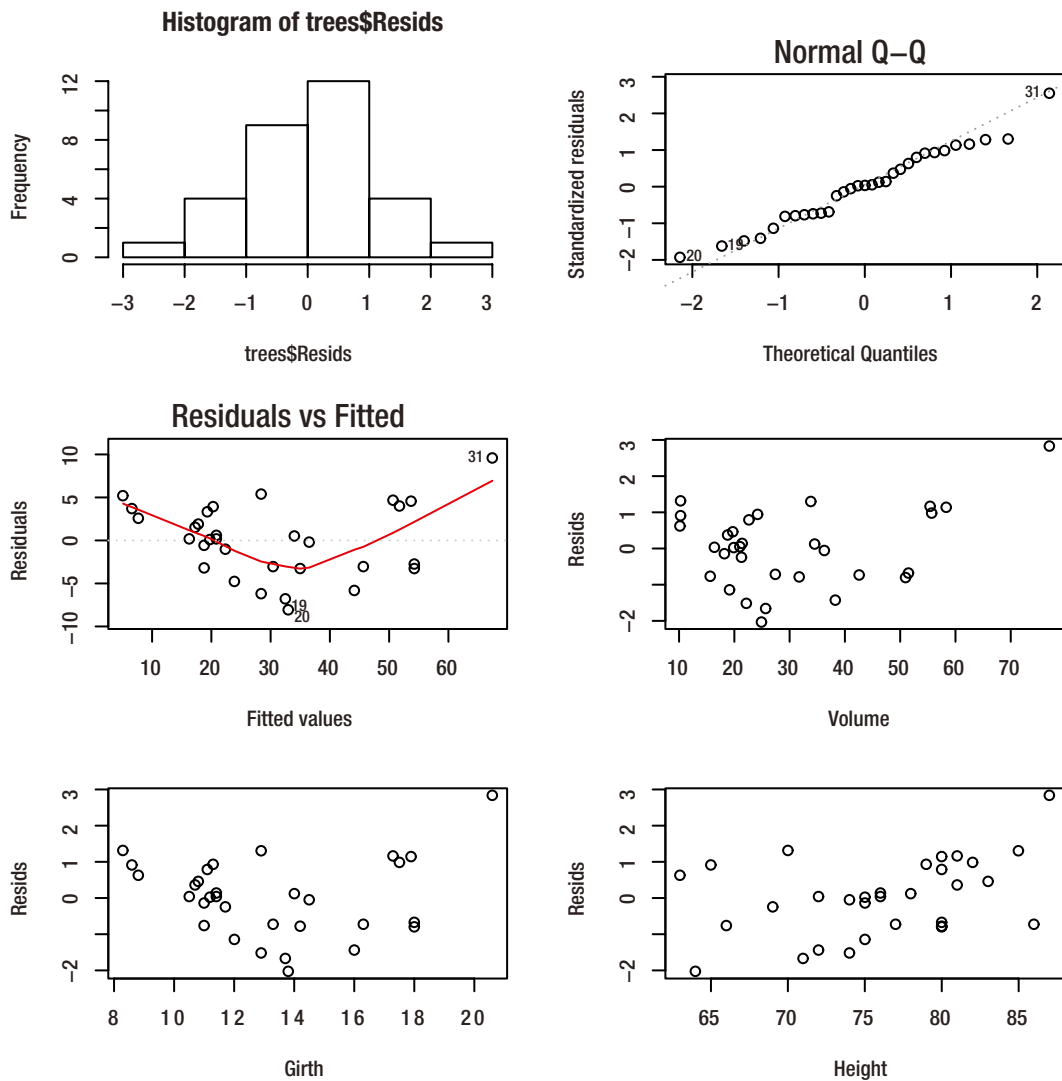 Histogram of trees$Resids
Frequency
12
8
4
0
−3 −2 −1 0 1 2 3
trees$Resids
Normal Q−Q
Standardized residuals
3
2
1
0
−1
−2
31
19
20
−2 −1 0 1 2
Theoretical Quantiles
Residuals vs Fitted
Residuals
10
5
0
−5
−10
31
19
20
10 20 30 40 50 60
Fitted values
Resids
3
2
1
0
−2
10 20 30 40 50 60 70
Volume
Resids
3
2
1
0
−2
8 10 12 14 16 18 20
Girth
Resids
3
2
1
0
−2
65 70 75 80 85
Height